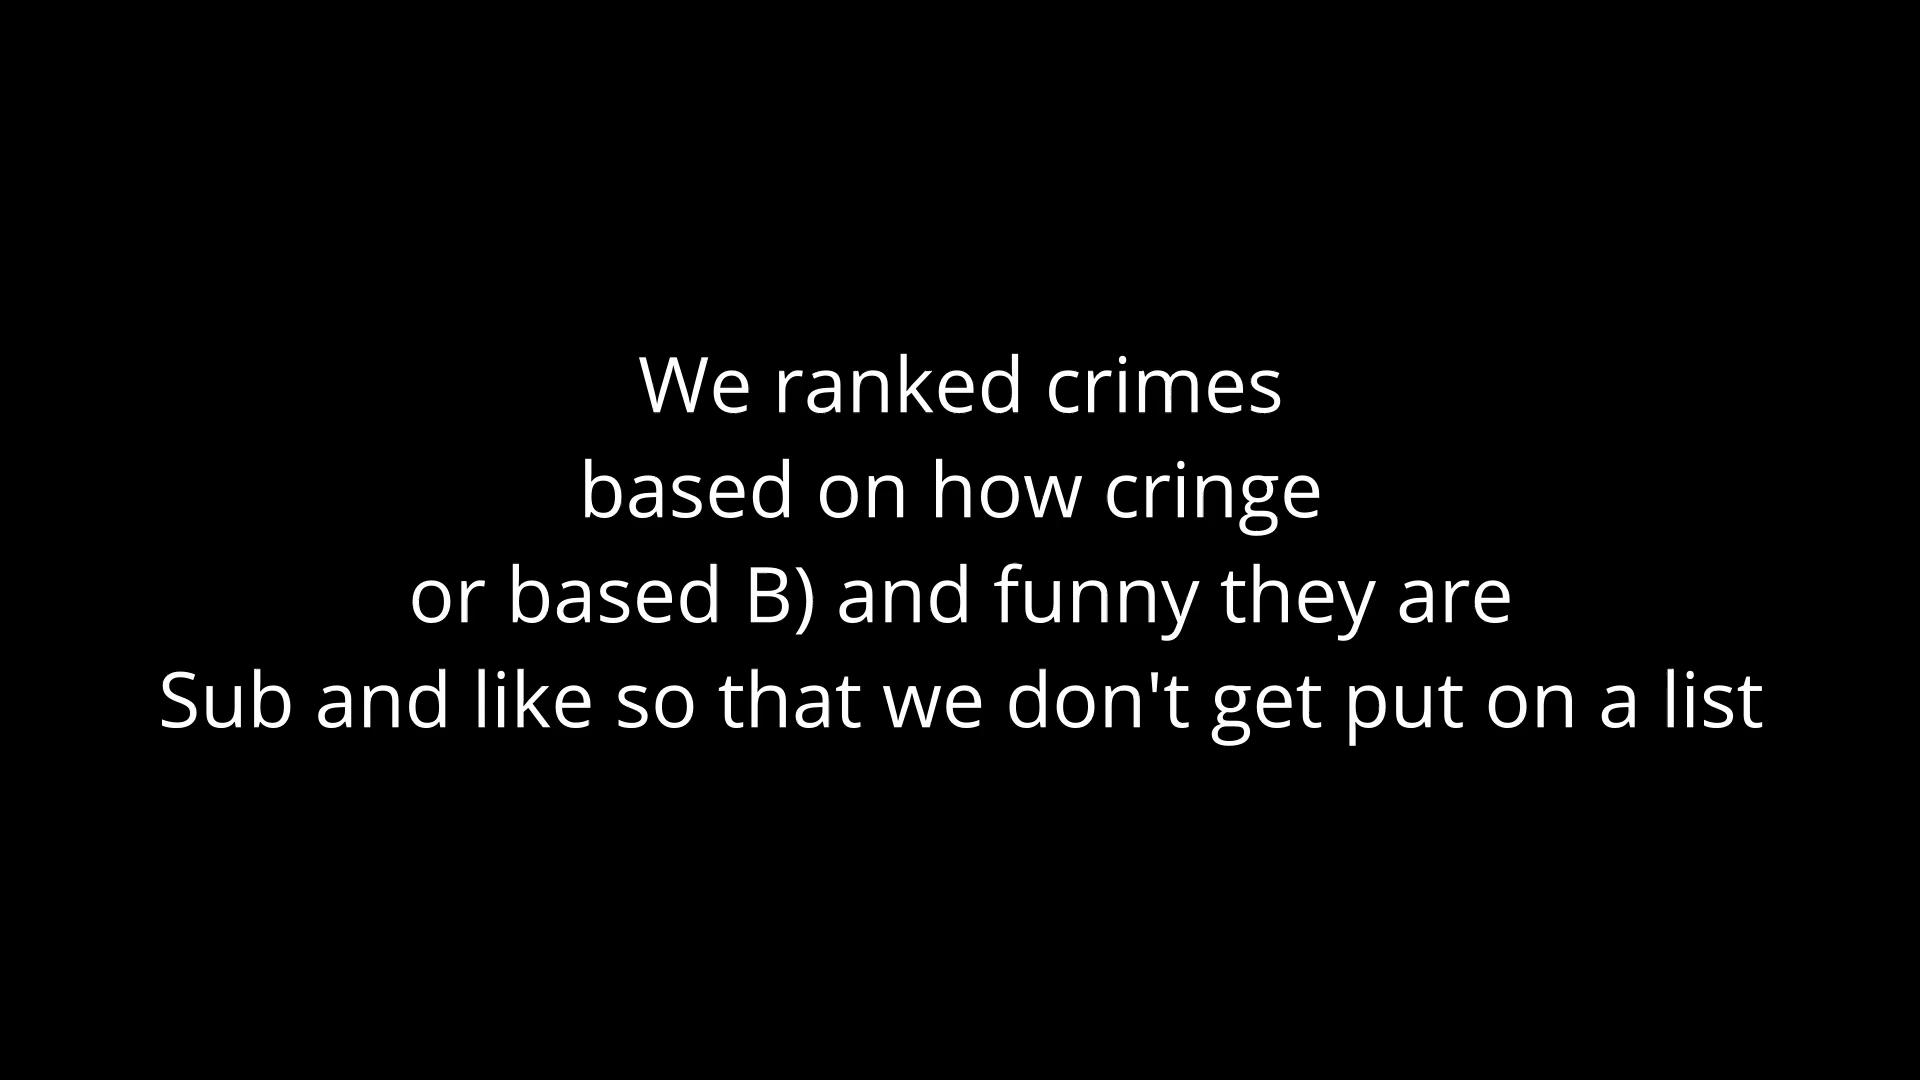 We ranked crimes
based on how cringe
or based B) and funny they are
Sub and like so that we don't get put on a list